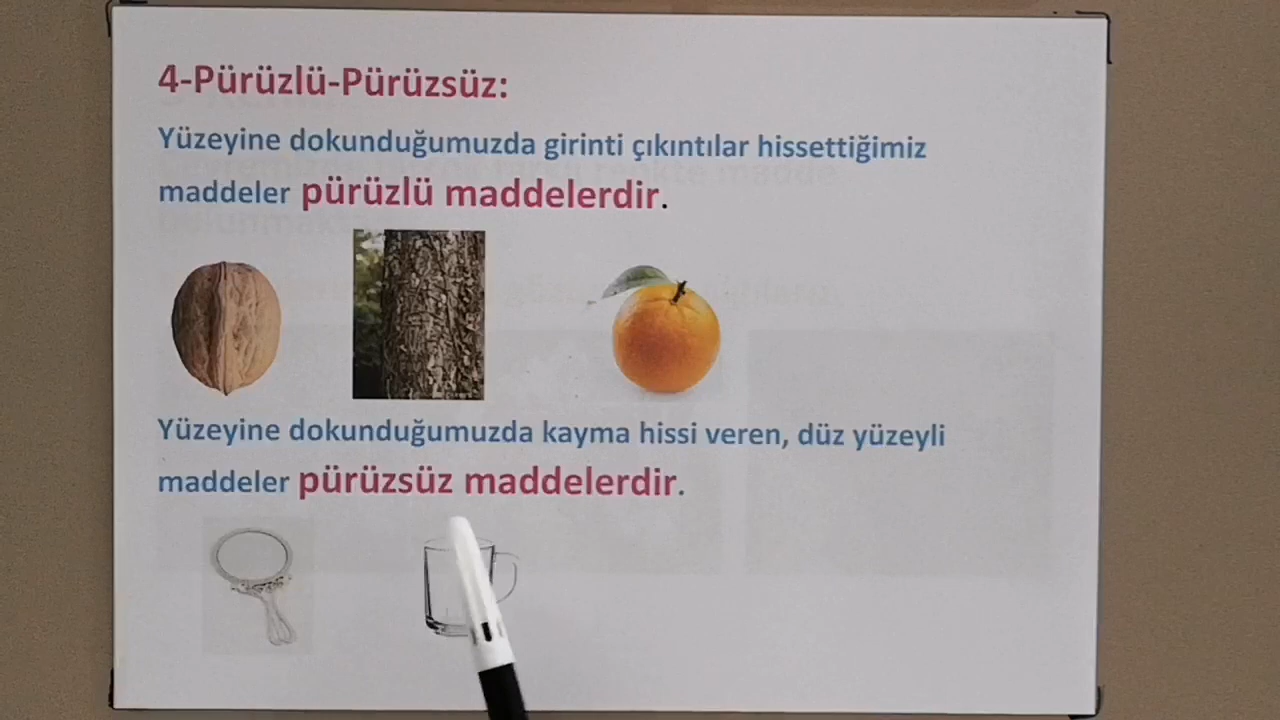 4-Pürüzlü-Pürüzsüz:
Yüzeyine dokunduğumuzda girinti çıkıntılar hissettiğimiz
maddeler pürüzlü maddelerdir.
Yüzeyine dokunduğumuzda kayma hissi veren, düz yüzeyli
maddeler pürüzsüz maddelerdir.